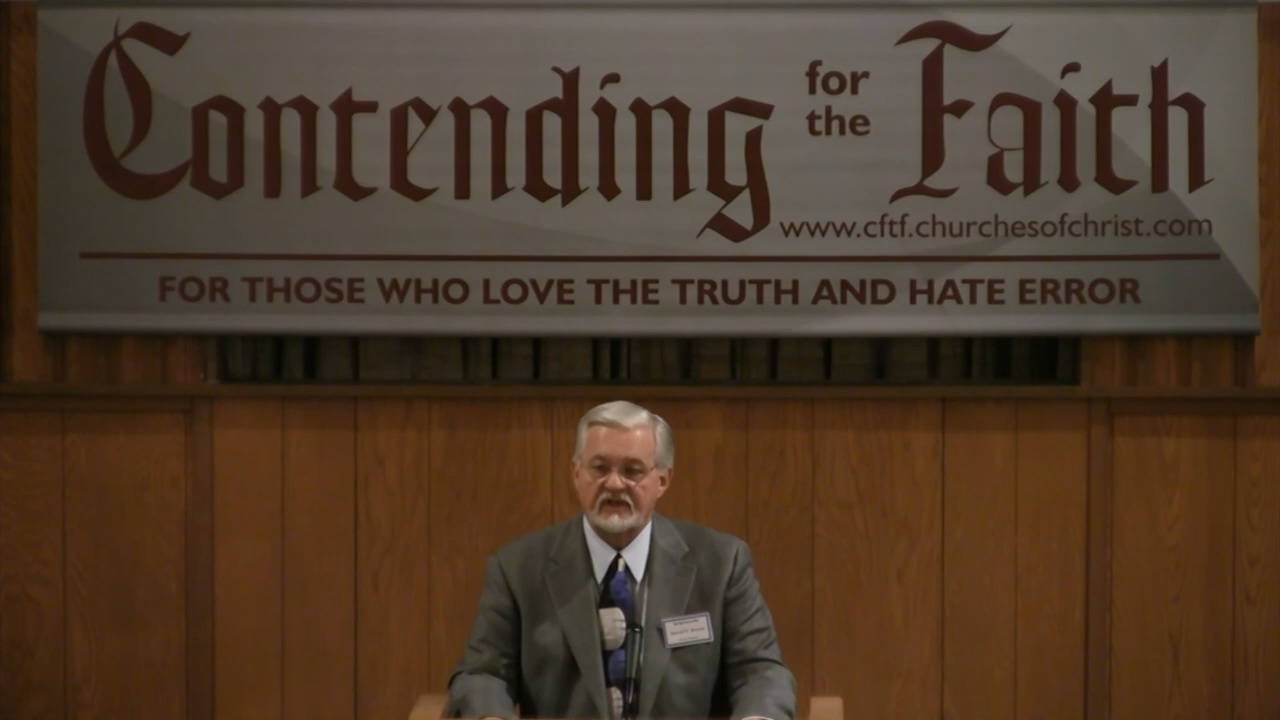 Contending for the Faith
www.cftf.churchesofchrist.com
FOR THOSE WHO LOVE THE TRUTH AND HATE ERROR